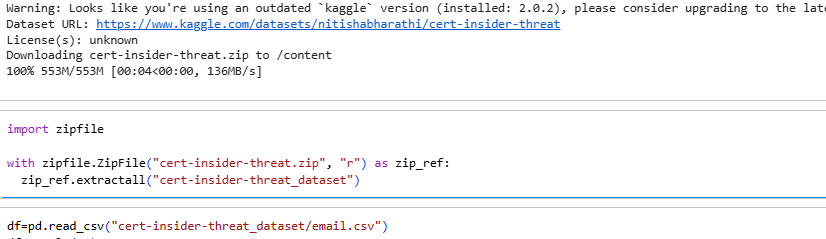 Warning: Looks like you're using an outdated `kaggle` version (installed: 2.0.2), please consider upgrading to the
Dataset URL: https://www.kaggle.com/datasets/nitishabharathi/cert-insider-threat
License(s): unknown
Downloading cert-insider-threat.zip to /content
100% 553M/553M [00:04<00:00, 136MB/s]
import zipfile
with zipfile.ZipFile("cert-insider-threat.zip", "r") as zip_ref:
  zip_ref.extractall("cert-insider-threat_dataset")
df=pd.read_csv("cert-insider-threat_dataset/email.csv")